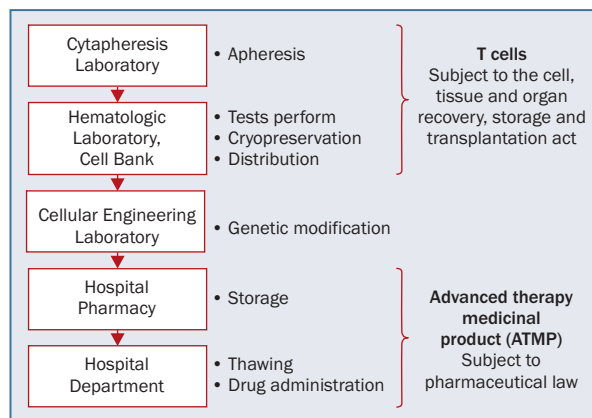 Cytapheresis
Laboratory
• Apheresis
Hematologic
Laboratory,
Cell Bank
• Tests perform
• Cryopreservation
• Distribution
T cells
Subject to the cell,
tissue and organ
recovery, storage and
transplantation act
Cellular Engineering
Laboratory
• Genetic modification
Hospital
Pharmacy
• Storage
Hospital
Department
• Thawing
• Drug administration
Advanced therapy
medicinal
product (ATMP)
Subject to
pharmaceutical law